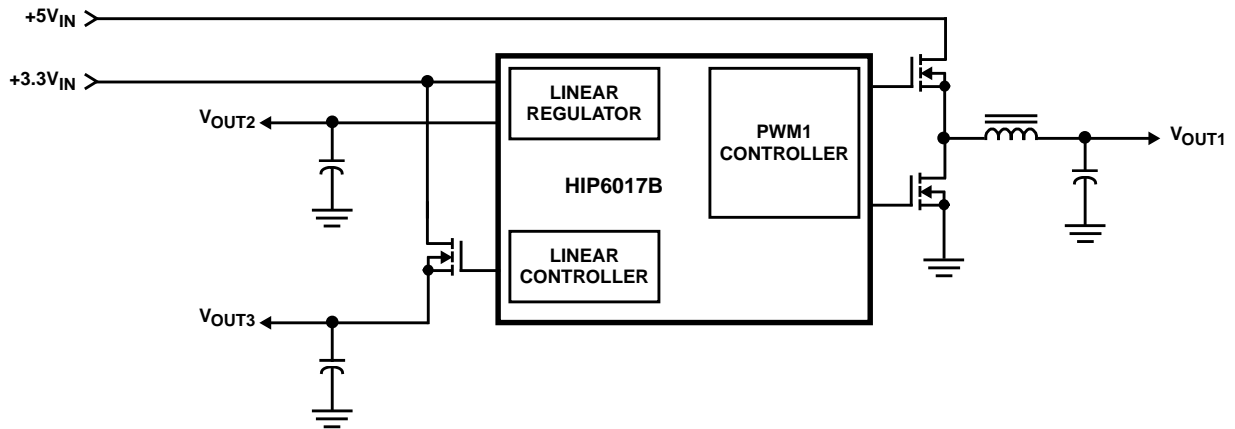 +5VIN
+3.3VIN
VOUT2
LINEAR
REGULATOR
PWM1
CONTROLLER
VOUT1
HIP6017B
LINEAR
CONTROLLER
VOUT3